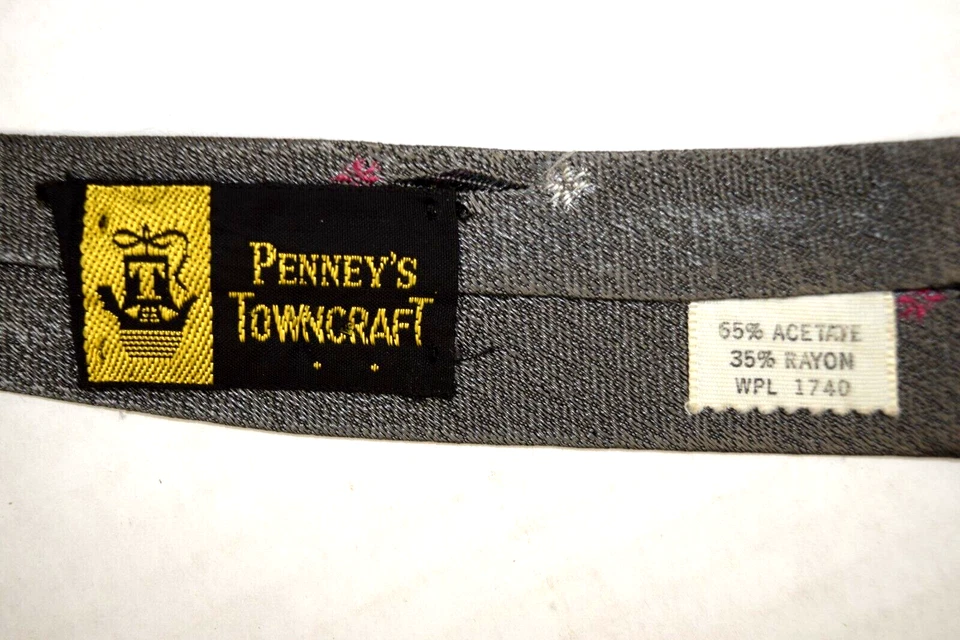 T
PENNEY'S
TOWNCRAFT
65% ACETATE
35% RAYON
WPL 1740